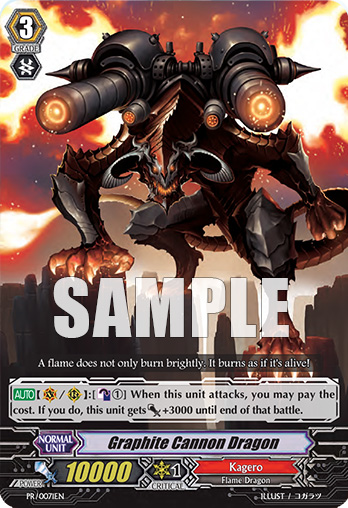 3
GRADE
SAMPLE
A flame does not only burn brightly. It burns as if it's alive!
AUTO [ / ]:[ ①] When this unit attacks, you may pay the
cost. If you do, this unit gets +3000 until end of that battle.
NORMAL
UNIT
Graphite Cannon Dragon
POWER
10000
1
CRITICAL
Kagero
Flame Dragon
PR/0071EN
ILLUST / コガラツ